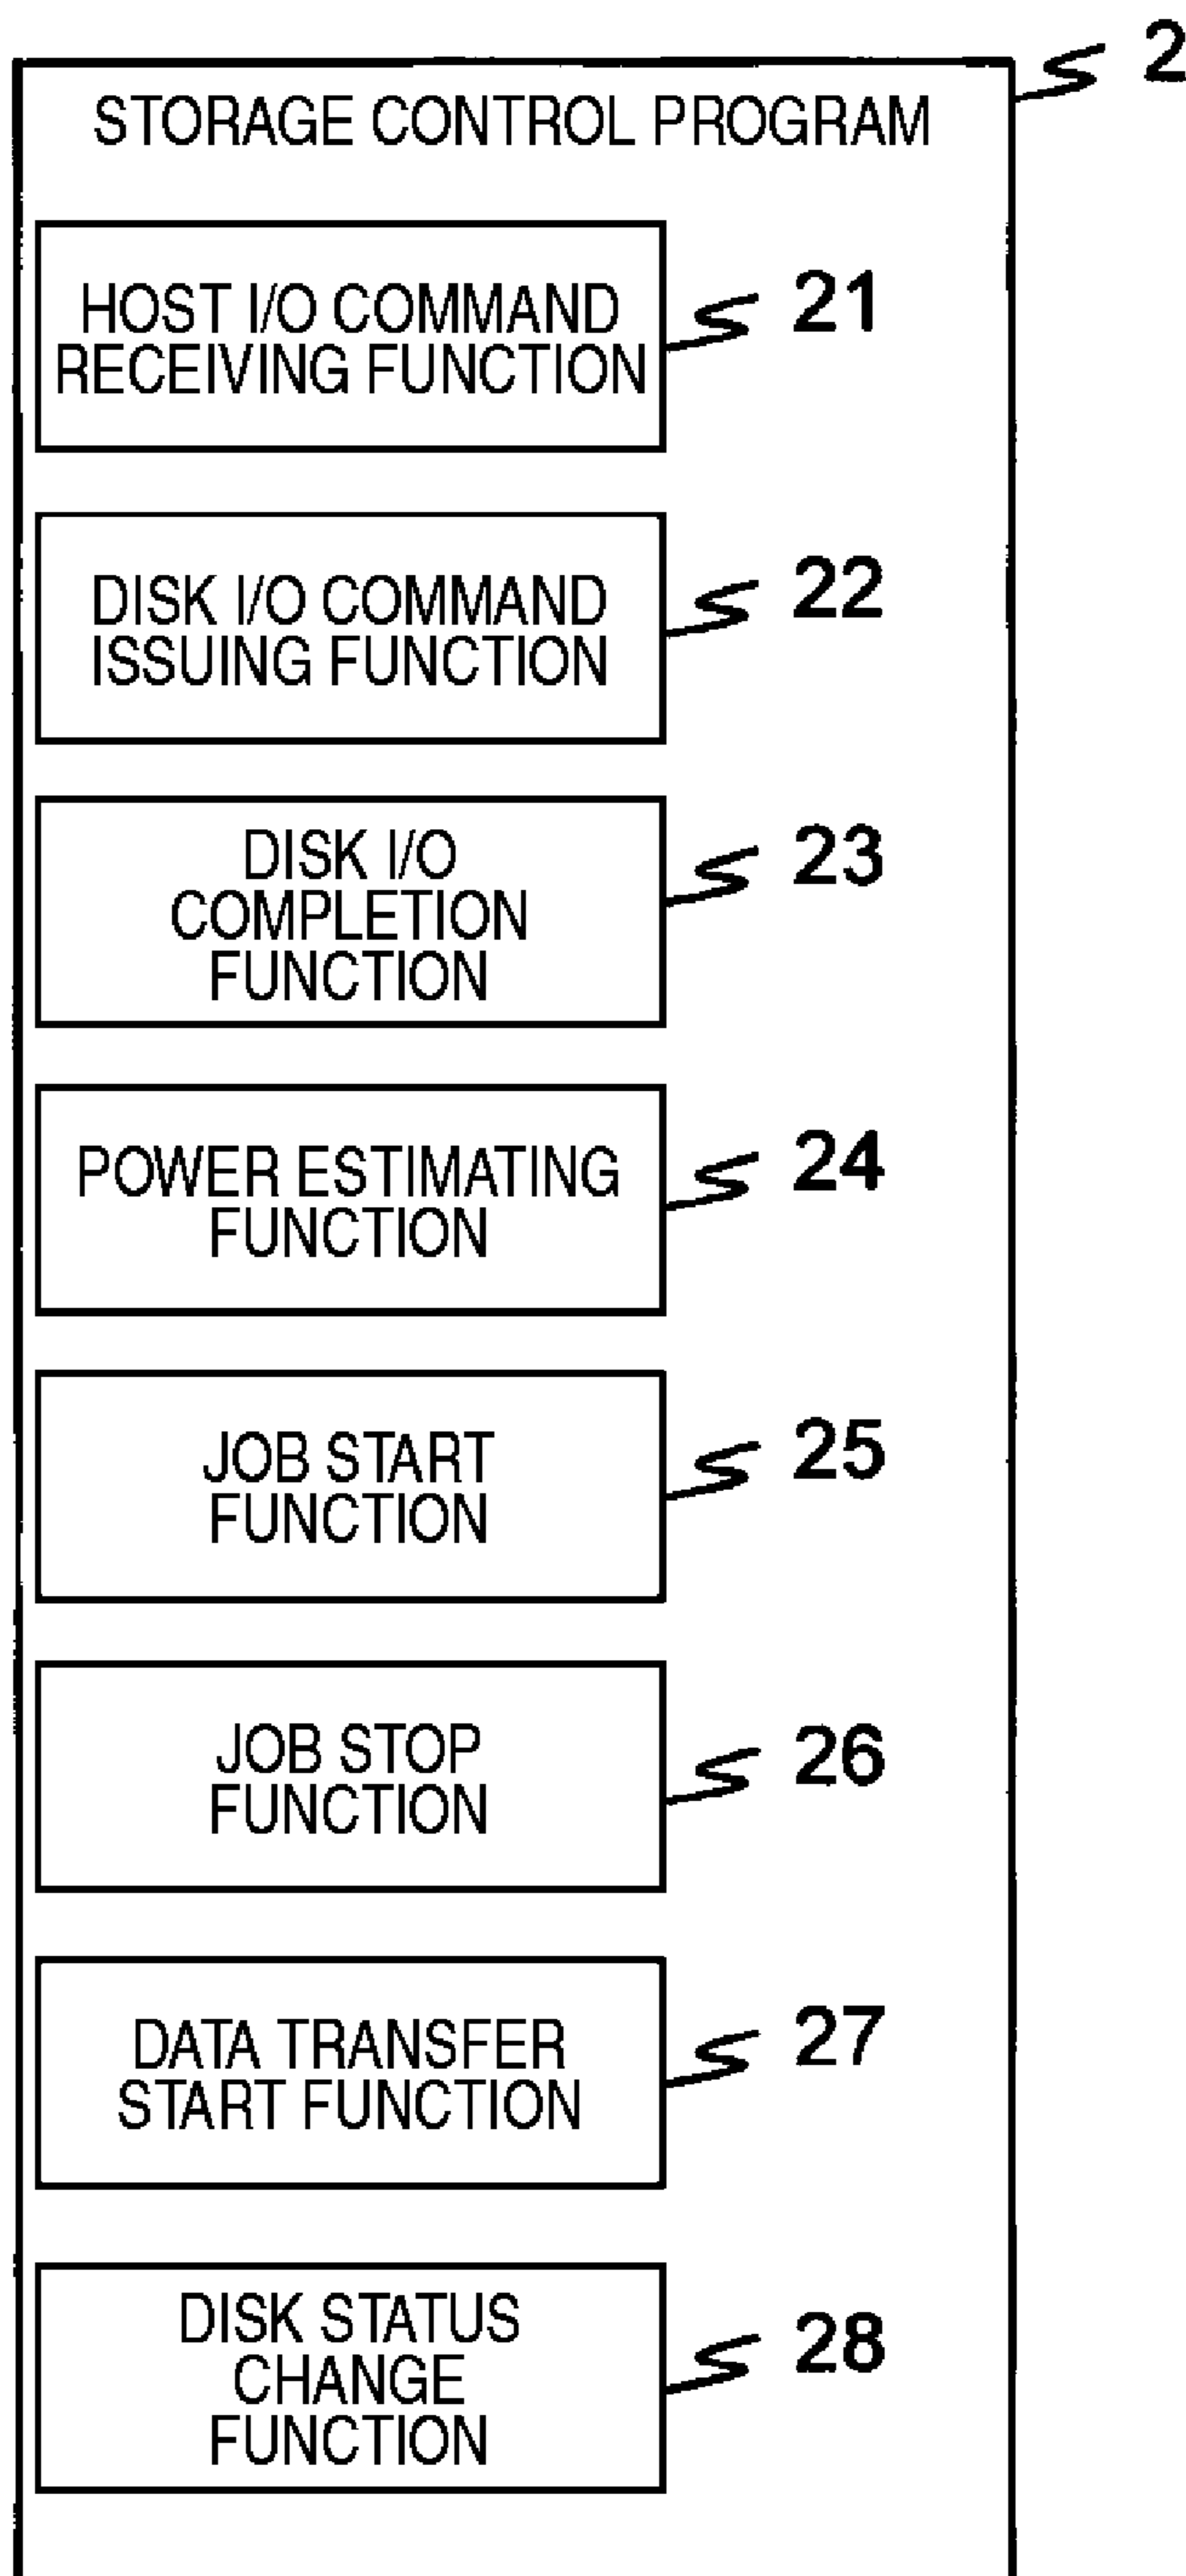 2
STORAGE CONTROL PROGRAM
HOST I/O COMMAND
RECEIVING FUNCTION
21
DISK I/O COMMAND
ISSUING FUNCTION
22
DISK I/O
COMPLETION
FUNCTION
23
POWER ESTIMATING
FUNCTION
24
JOB START
FUNCTION
25
JOB STOP
FUNCTION
26
DATA TRANSFER
START FUNCTION
27
DISK STATUS
CHANGE
FUNCTION
28